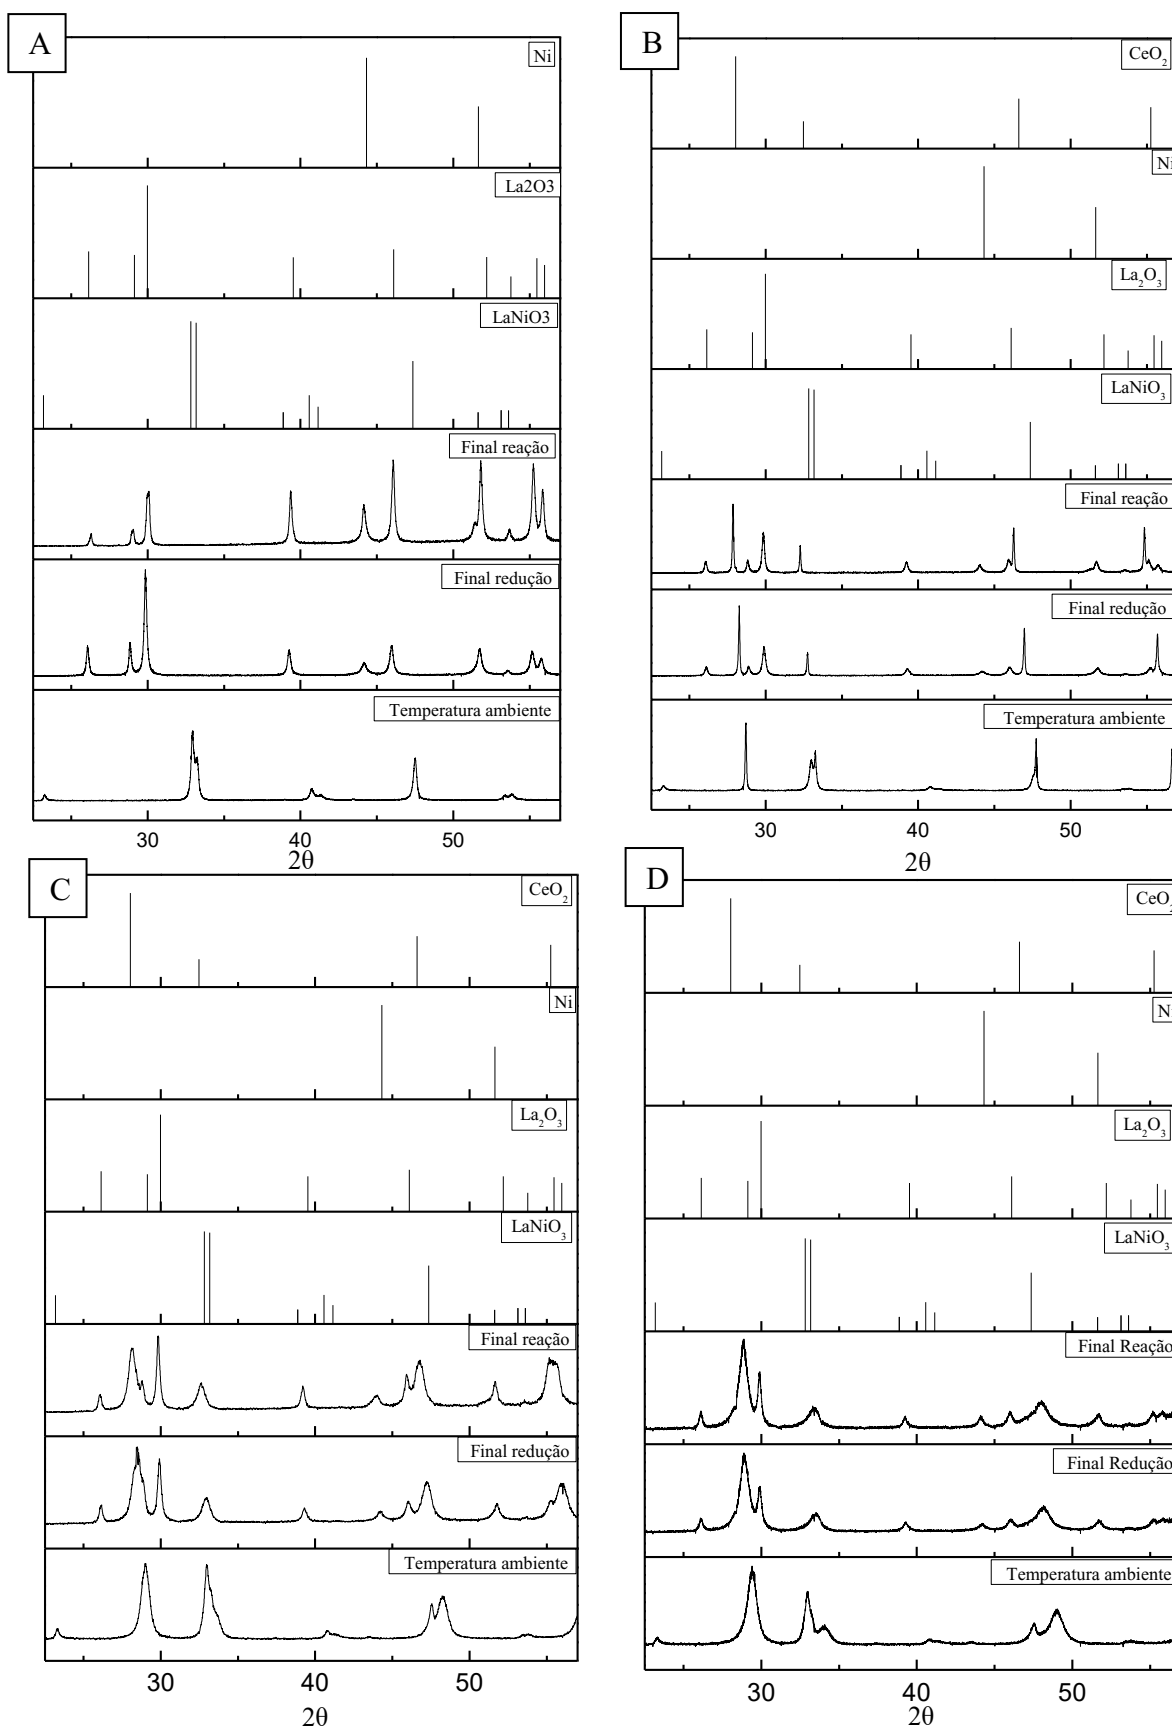 A
Ni
La2O3
LaNiO3
Final reação
Final redução
Temperatura ambiente
30 40 50
2θ
B
CeO₂
Ni
La₂O₃
LaNiO₃
Final reação
Final redução
Temperatura ambiente
30 40 50
2θ
C
CeO₂
Ni
La₂O₃
LaNiO₃
Final reação
Final redução
Temperatura ambiente
30 40 50
2θ
D
CeO₂
Ni
La₂O₃
LaNiO₃
Final Reação
Final Redução
Temperatura ambiente
30 40 50
2θ